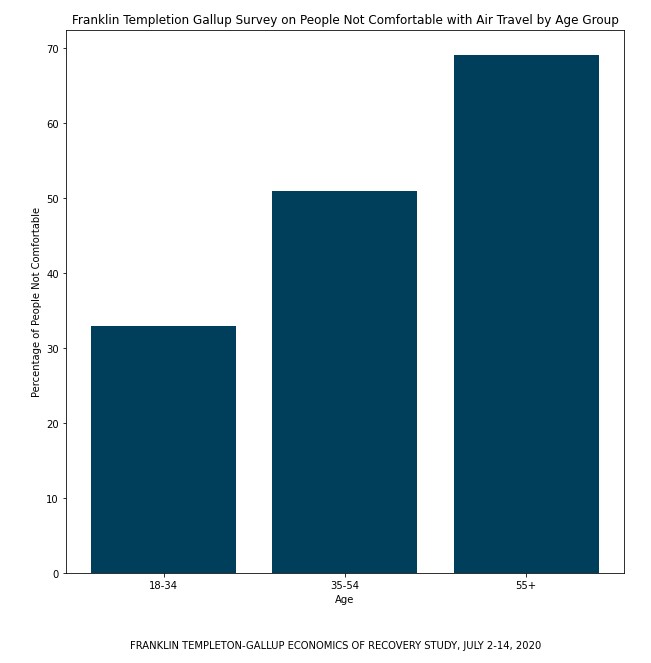 Franklin Templeton Gallup Survey on People Not Comfortable with Air Travel by Age Group
70
60
50
40
30
20
10
0
Percentage of People Not Comfortable
18-34
35-54
55+
Age
FRANKLIN TEMPLETON-GALLUP ECONOMICS OF RECOVERY STUDY, JULY 2-14, 2020